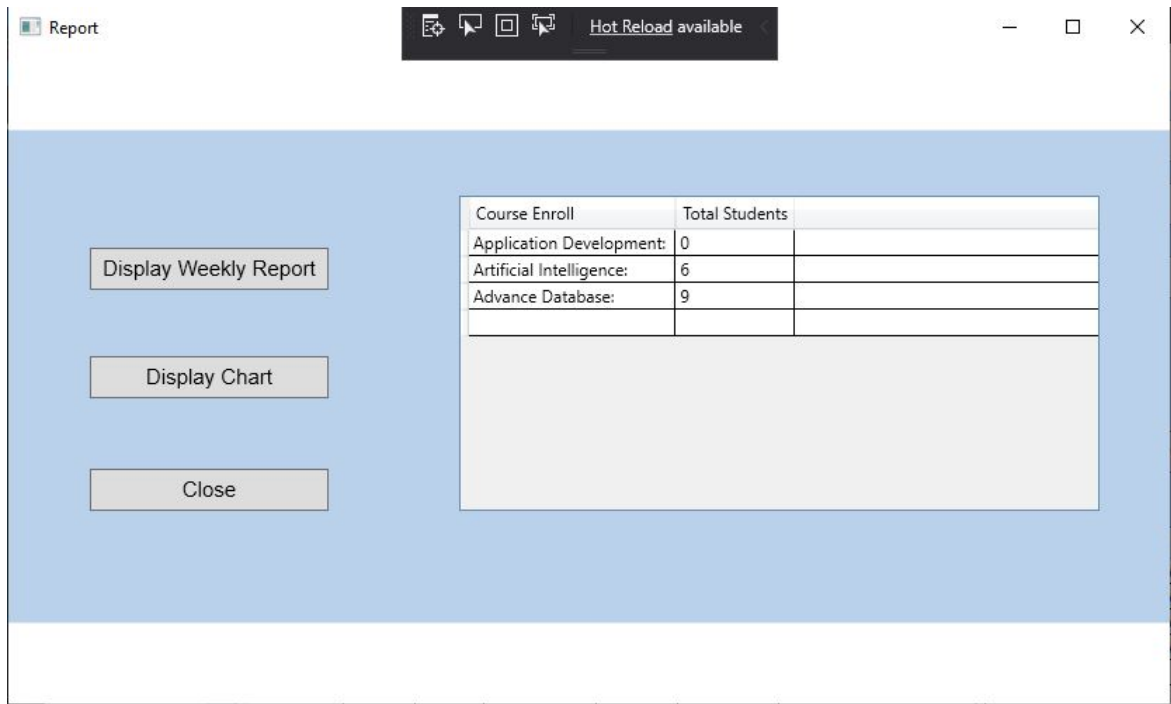 Report
Hot Reload available
Course Enroll Total Students
Application Development: 0
Display Weekly Report
Artificial Intelligence: 6
Advance Database: 9
Display Chart
Close